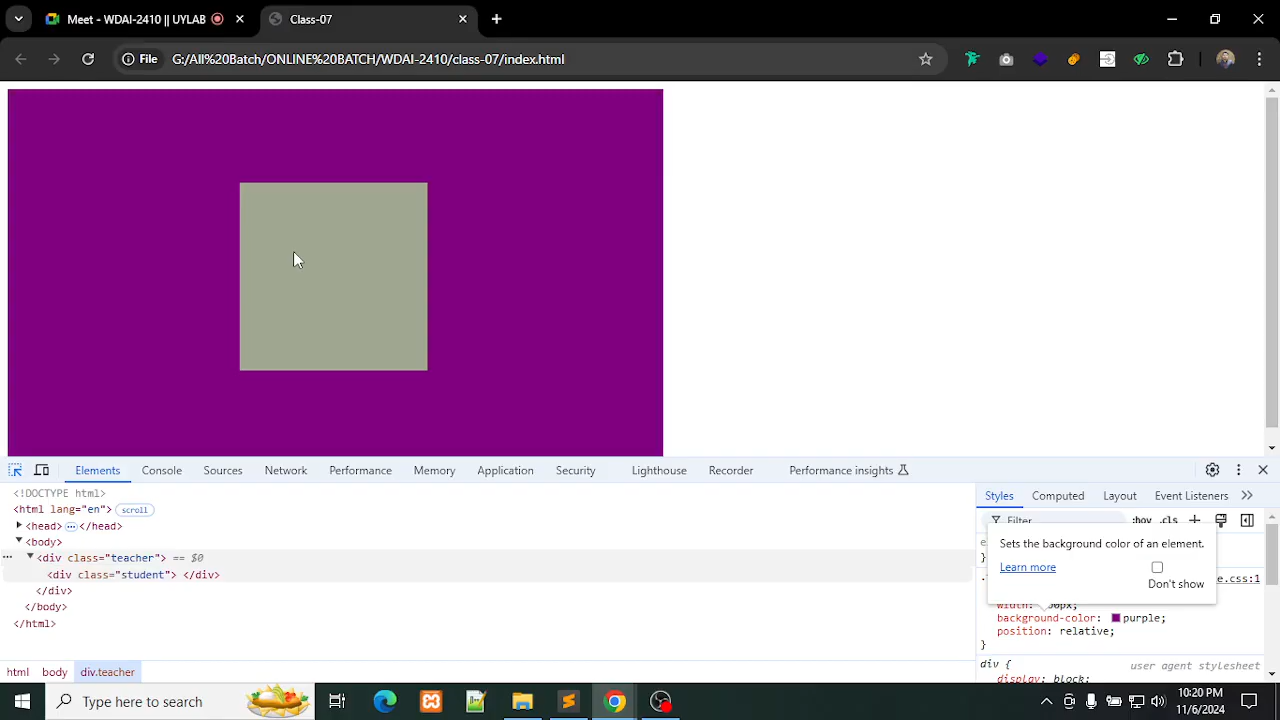 Meet - WDAI-2410 || UYLAB
Class-07
File
G:/All%20Batch/ONLINE%20BATCH/WDAI-2410/class-07/index.html
Elements
Console
Sources
Network
Performance
Memory
Application
Security
Lighthouse
Recorder
Performance insights
<!DOCTYPE html>
<html lang="en"> scroll
<head> ⋯ </head>
<body>
<div class="teacher"> == $0
<div class="student"> </div>
</div>
</body>
</html>
html body div.teacher
Styles
Computed
Layout
Event Listeners
Filter
:hov .cls
Sets the background color of an element.
Learn more
Don't show
e.css:1
background-color: purple;
position: relative;
}
div {
user agent stylesheet
display: block;
Type here to search
10:20 PM
11/6/2024